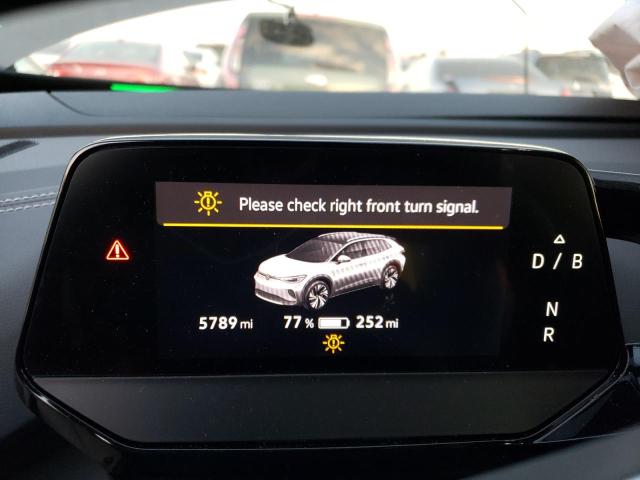 Please check right front turn signal.
D / B
5789 mi 77 % 252 mi
N
R